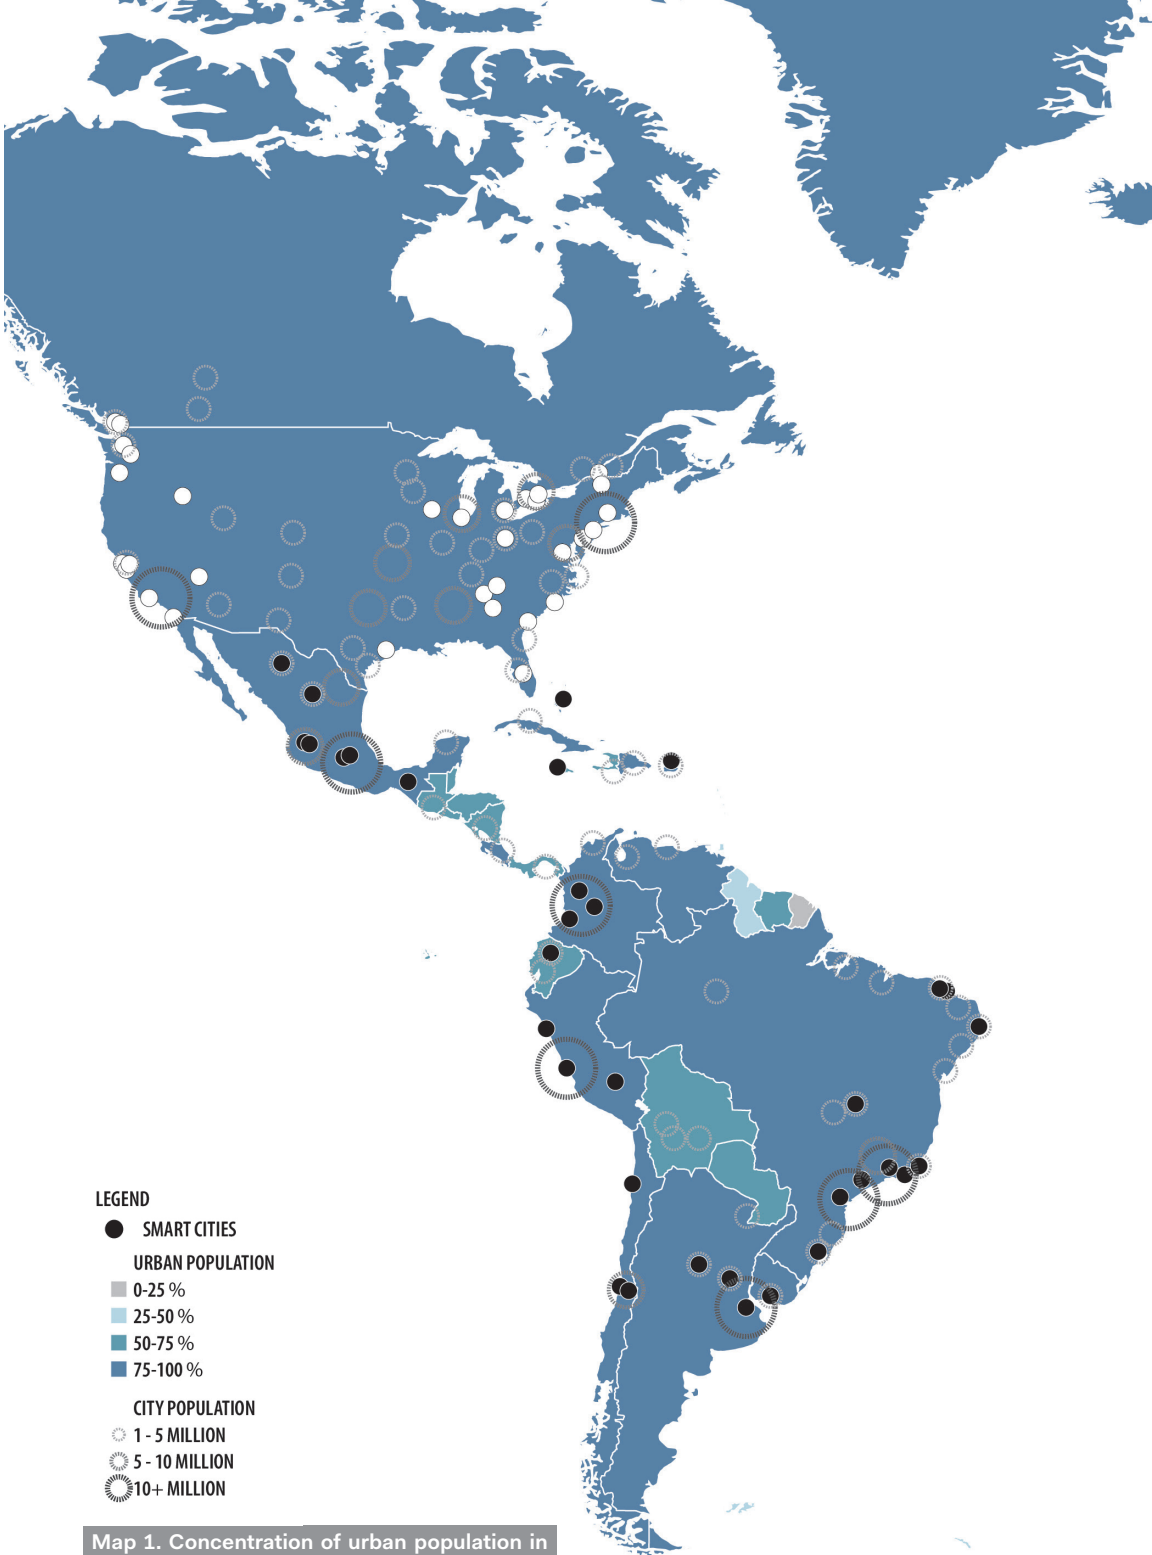 LEGEND
SMART CITIES
URBAN POPULATION
0-25 %
25-50 %
50-75 %
75-100 %
CITY POPULATION
1 - 5 MILLION
5 - 10 MILLION
10+ MILLION
Map 1. Concentration of urban population in